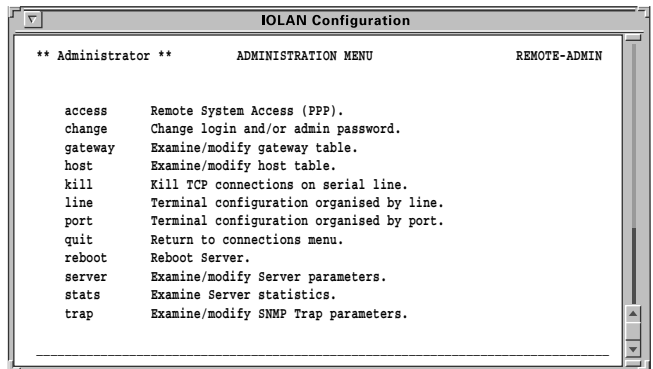 IOLAN Configuration
** Administrator ** ADMINISTRATION MENU REMOTE-ADMIN
access Remote System Access (PPP).
change Change login and/or admin password.
gateway Examine/modify gateway table.
host Examine/modify host table.
kill Kill TCP connections on serial line.
line Terminal configuration organised by line.
port Terminal configuration organised by port.
quit Return to connections menu.
reboot Reboot Server.
server Examine/modify Server parameters.
stats Examine Server statistics.
trap Examine/modify SNMP Trap parameters.